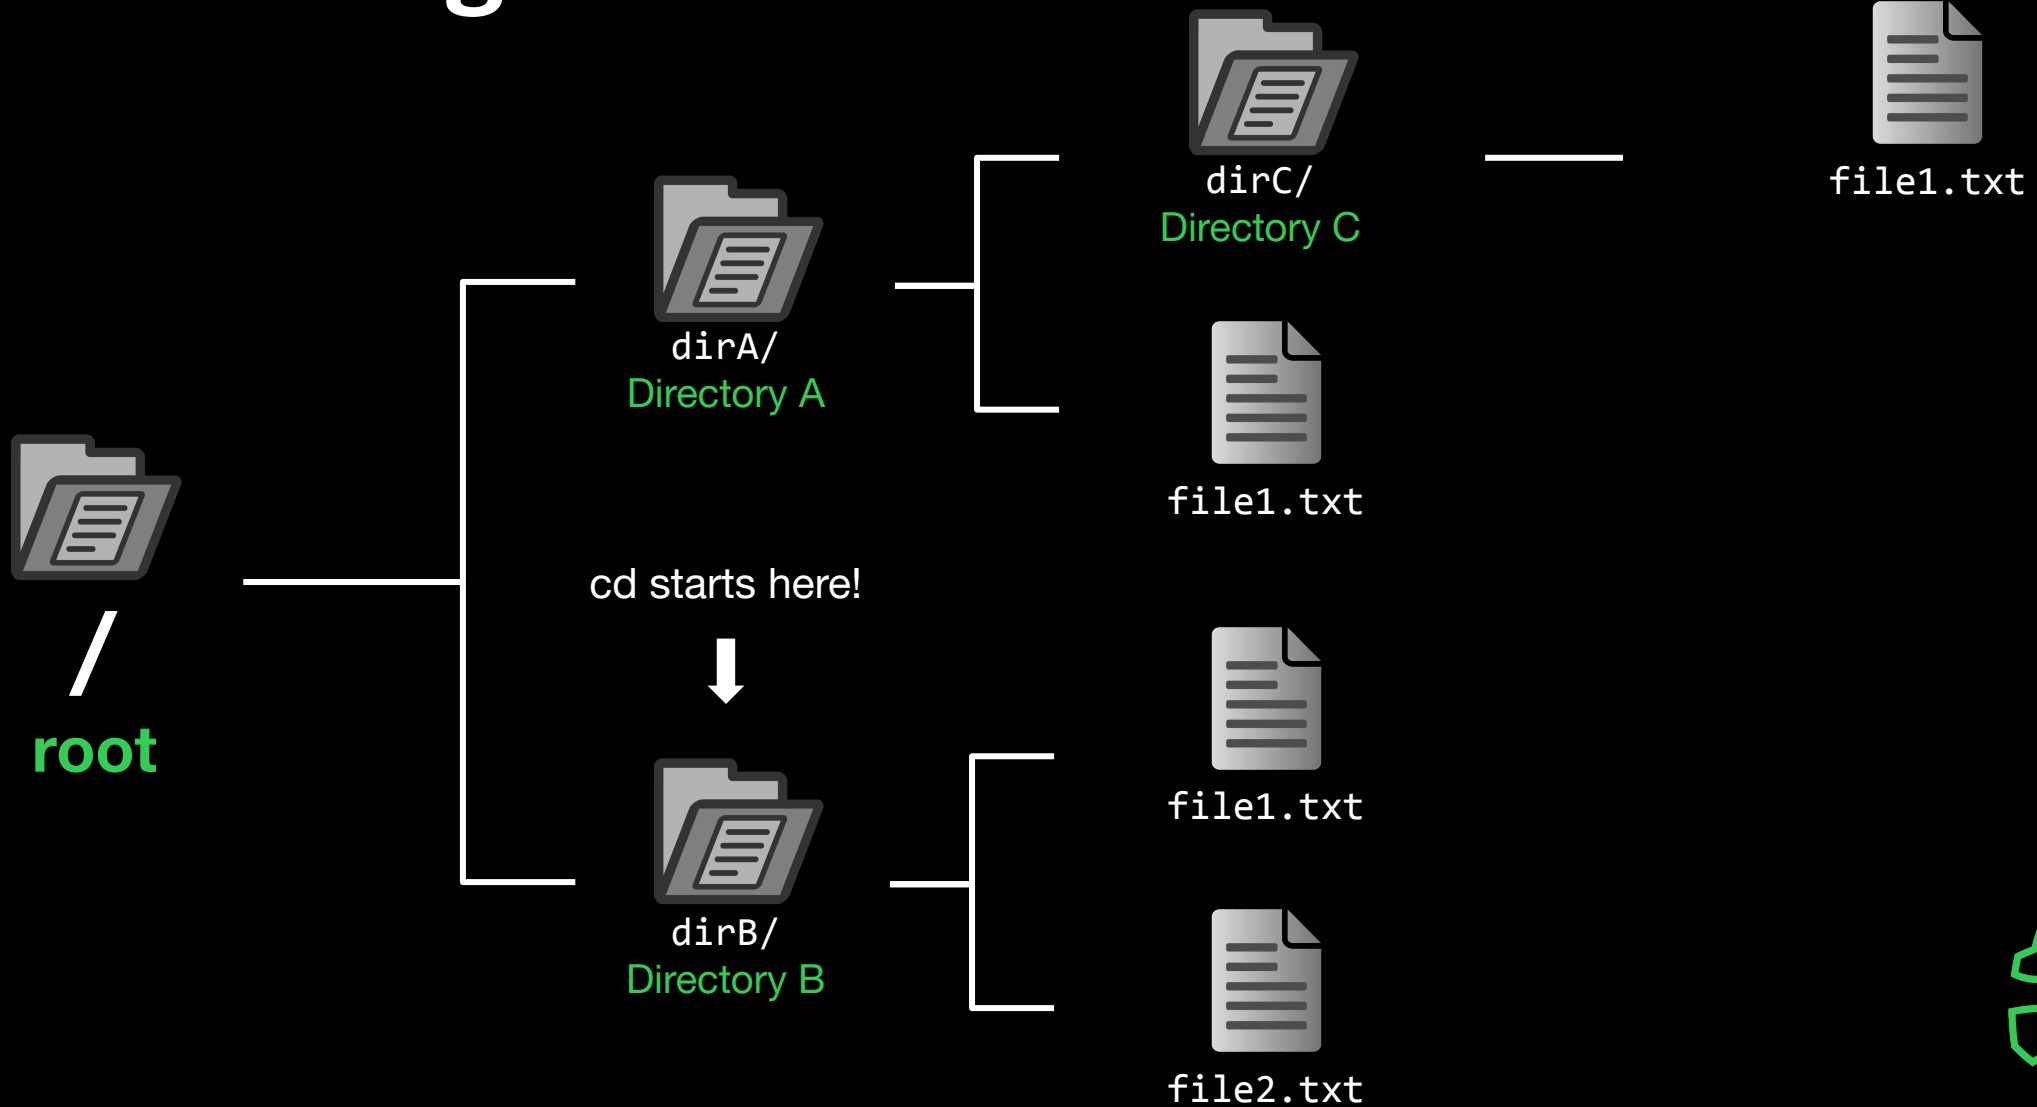 dirC/
Directory C
file1.txt
dirA/
Directory A
file1.txt
/
root
cd starts here!
file1.txt
dirB/
Directory B
file2.txt